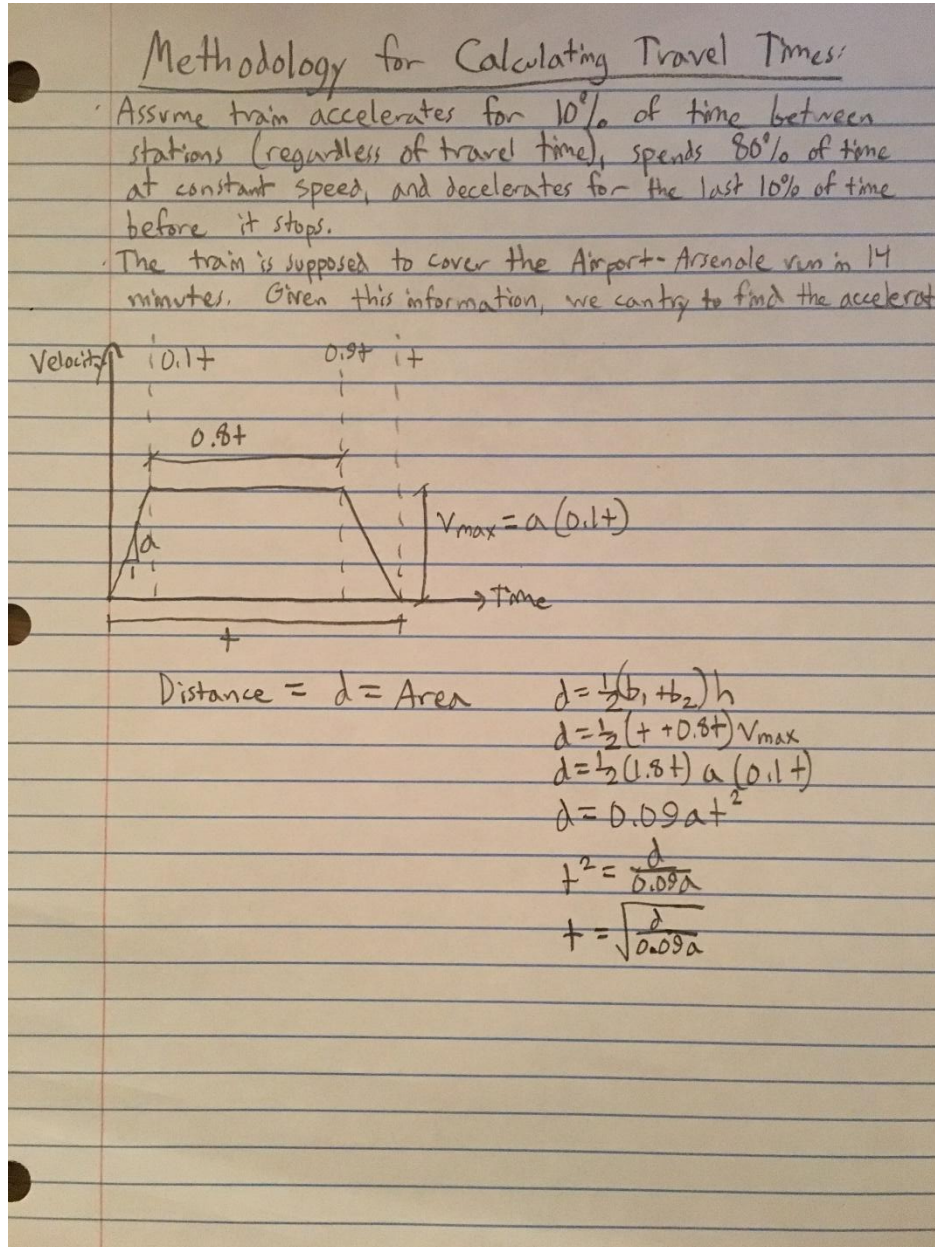 Methodology for Calculating Travel Times:
· Assume train accelerates for 10% of time between
stations (regardless of travel time), spends 80% of time
at constant speed, and decelerates for the last 10% of time
before it stops.
· The train is supposed to cover the Airport-Arsenale run in 14
minutes. Given this information, we can try to find the accelerat
Velocity 0.1t 0.9t t
0.8t
Vmax = a(0.1t)
a
1
Time
t
Distance = d = Area
d = ½(b₁ + b₂)h
d = ½(t + 0.8t) Vmax
d = ½(1.8t) a (0.1t)
d = 0.09at²
t² = d/0.09a
t = √(d/0.09a)